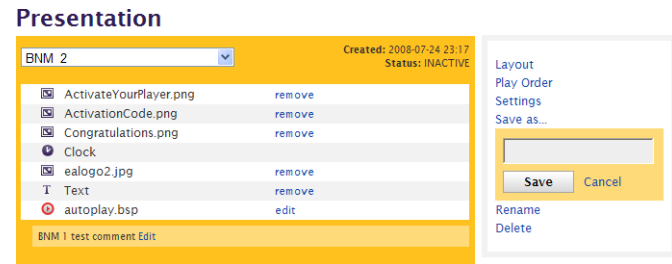 Presentation
BNM 2
Created: 2008-07-24 23:17
Status: INACTIVE
ActivateYourPlayer.png remove
ActivationCode.png remove
Congratulations.png remove
Clock
ealogo2.jpg remove
T Text remove
autoplay.bsp edit
BNM 1 test comment Edit
Layout
Play Order
Settings
Save as...
Save Cancel
Rename
Delete